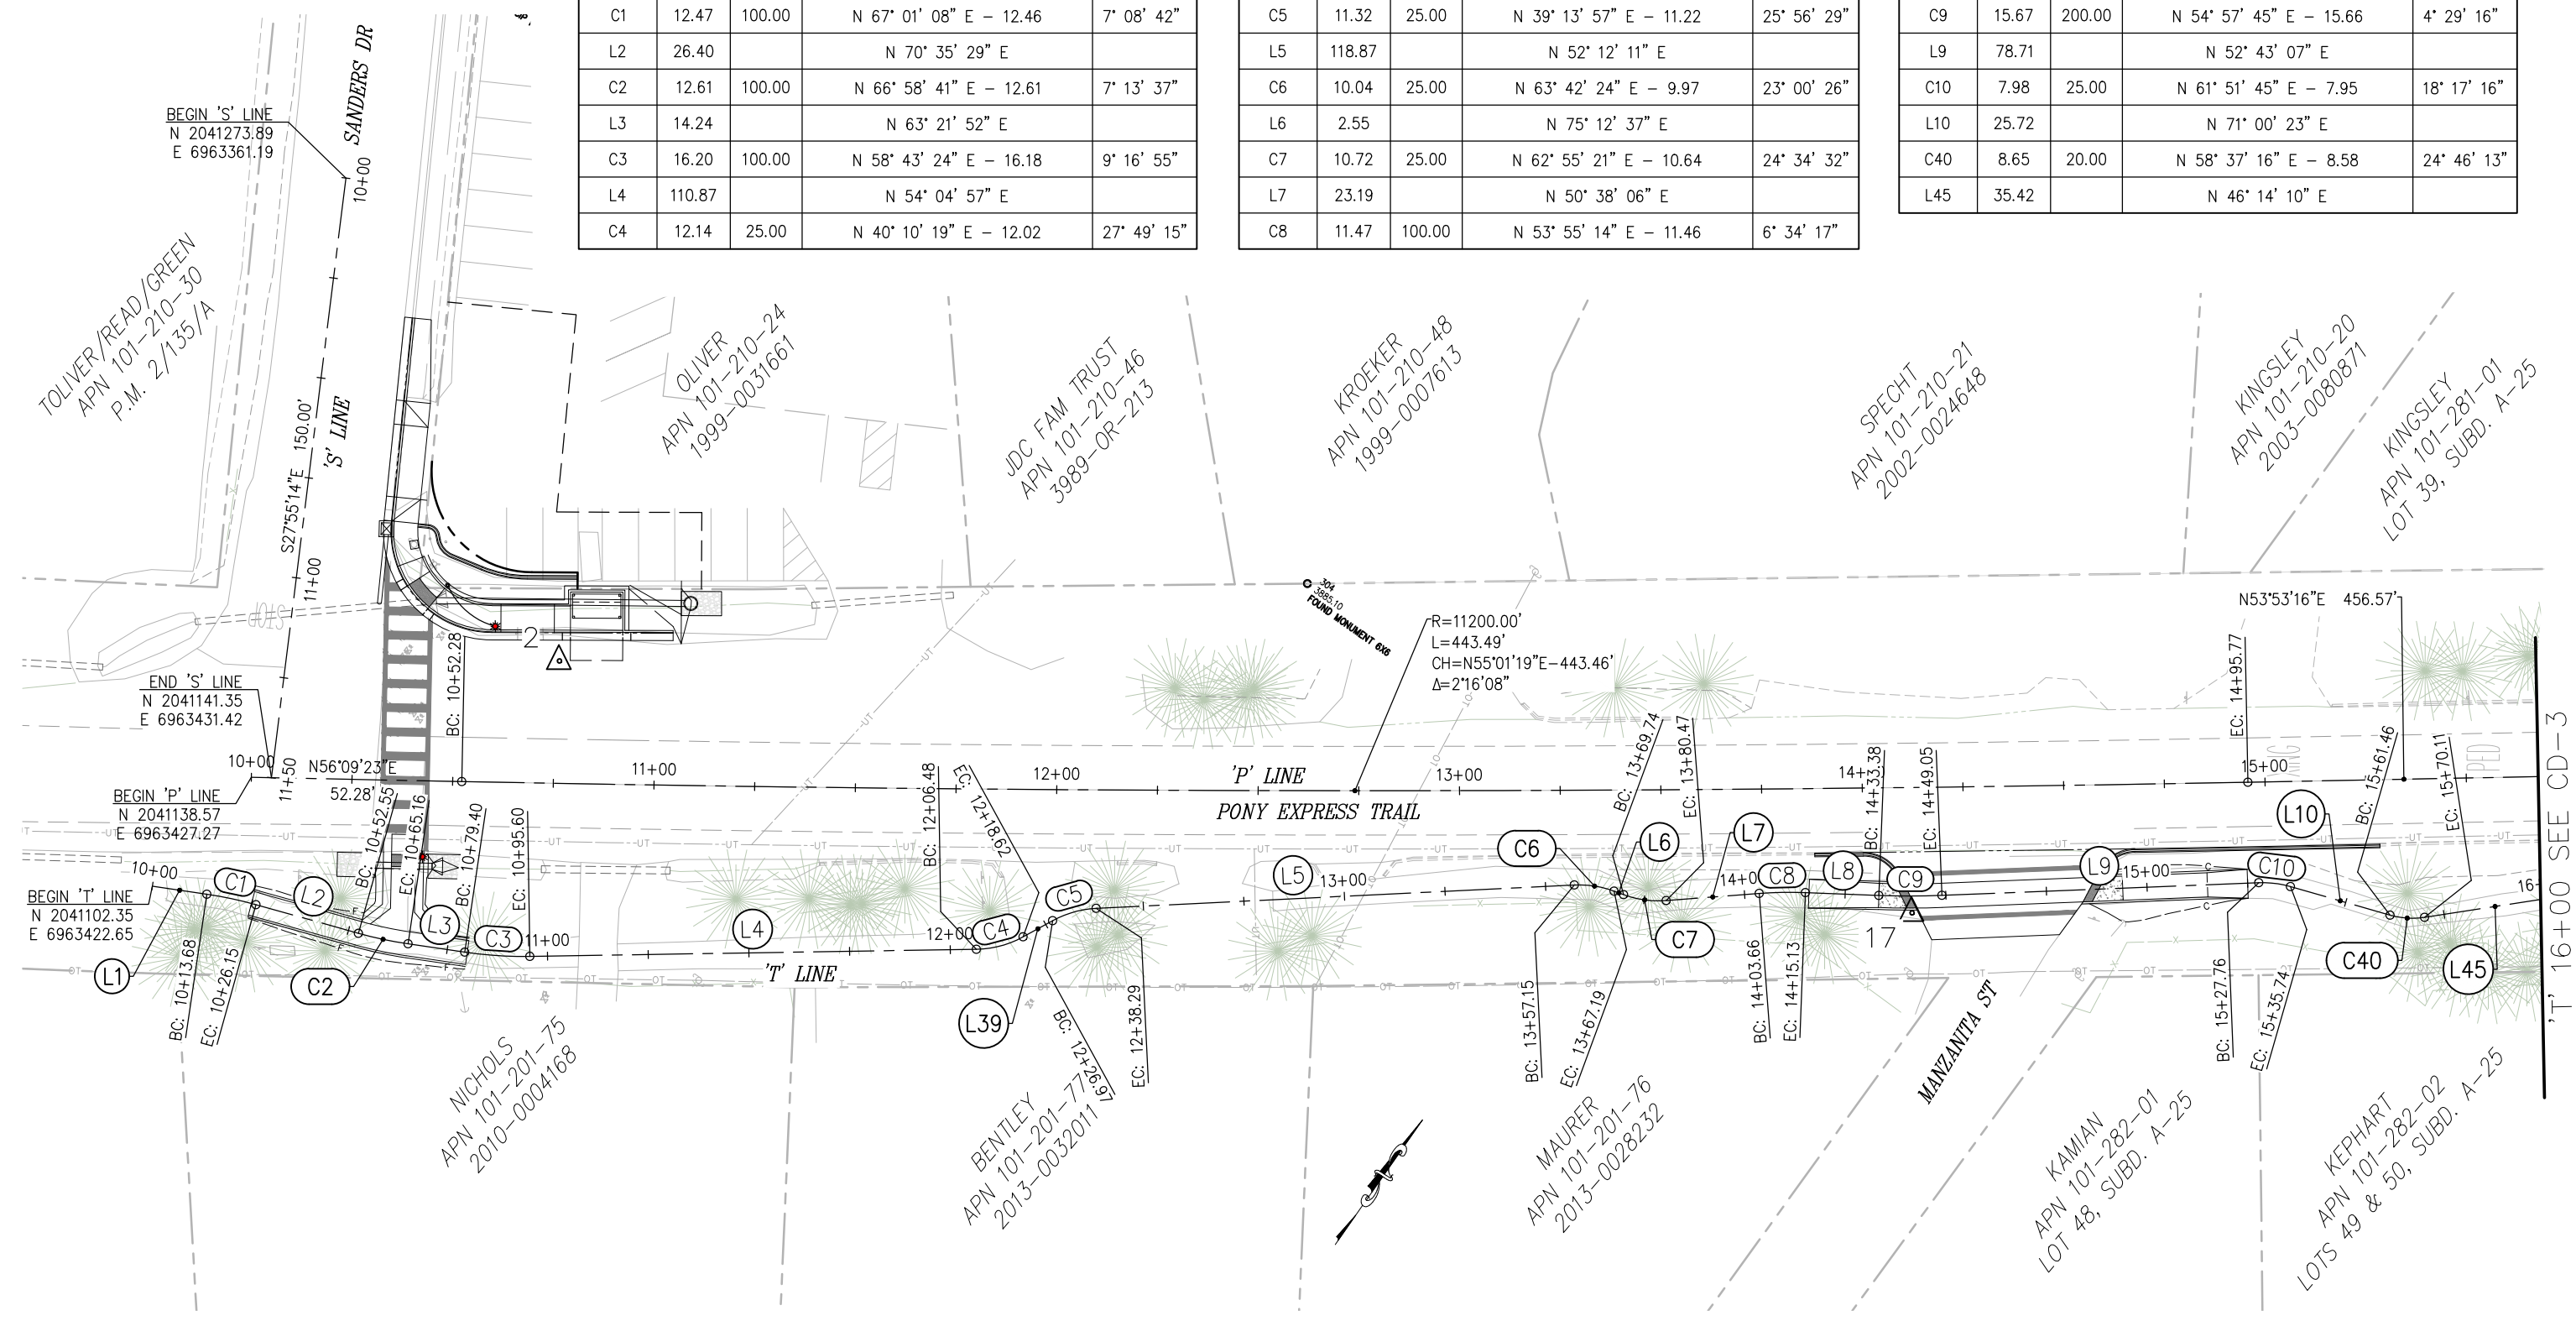 C1 12.47 100.00 N 67° 01' 08" E - 12.46 7° 08' 42"
L2 26.40 N 70° 35' 29" E
C2 12.61 100.00 N 66° 58' 41" E - 12.61 7° 13' 37"
L3 14.24 N 63° 21' 52" E
C3 16.20 100.00 N 58° 43' 24" E - 16.18 9° 16' 55"
L4 110.87 N 54° 04' 57" E
C4 12.14 25.00 N 40° 10' 19" E - 12.02 27° 49' 15"
C5 11.32 25.00 N 39° 13' 57" E - 11.22 25° 56' 29"
L5 118.87 N 52° 12' 11" E
C6 10.04 25.00 N 63° 42' 24" E - 9.97 23° 00' 26"
L6 2.55 N 75° 12' 37" E
C7 10.72 25.00 N 62° 55' 21" E - 10.64 24° 34' 32"
L7 23.19 N 50° 38' 06" E
C8 11.47 100.00 N 53° 55' 14" E - 11.46 6° 34' 17"
C9 15.67 200.00 N 54° 57' 45" E - 15.66 4° 29' 16"
L9 78.71 N 52° 43' 07" E
C10 7.98 25.00 N 61° 51' 45" E - 7.95 18° 17' 16"
L10 25.72 N 71° 00' 23" E
C40 8.65 20.00 N 58° 37' 16" E - 8.58 24° 46' 13"
L45 35.42 N 46° 14' 10" E
SANDERS DR
BEGIN 'S' LINE
N 2041273.89
E 6963361.19
10+00
TOLIVER/READ/GREEN
APN 101-210-30
P.M. 2/135/A
S27°55'14"E 150.00'
'S' LINE
11+00
OLIVER
APN 101-210-24
1999-0031661
JDC FAM TRUST
APN 101-210-46
3989-OR-213
KROEKER
APN 101-210-48
1999-0007613
SPECHT
APN 101-210-21
2002-0024648
KINGSLEY
APN 101-210-20
2003-0080871
KINGSLEY
APN 101-281-01
LOT 39, SUBD. A-25
STOP
2
304
3885.10
FOUND MONUMENT 6X6
R=11200.00'
L=443.49'
CH=N55°01'19"E-443.46'
Δ=2°16'08"
N53°53'16"E 456.57'
BC: 10+52.28
EC: 14+95.77
END 'S' LINE
N 2041141.35
E 6963431.42
11+50
10+00
N56°09'23"E
52.28'
11+00
12+00
'P' LINE
13+00
15+00
PED
PONY EXPRESS TRAIL
BEGIN 'P' LINE
N 2041138.57
E 6963427.27
BEGIN 'T' LINE
N 2041102.35
E 6963422.65
10+00
L1
C1
L2
C2
L3
C3
11+00
L4
'T' LINE
12+00
C4
L39
C5
L5
13+00
C6
L6
C7
L7
C8
L8
C9
L9
15+00
C10
L10
C40
L45
BC: 10+13.68
EC: 10+26.15
BC: 10+52.55
EC: 10+65.16
BC: 10+79.40
EC: 10+95.60
BC: 12+06.48
EC: 12+18.62
BC: 12+26.97
EC: 12+38.29
BC: 13+57.15
EC: 13+67.19
BC: 13+69.74
EC: 13+80.47
BC: 14+03.66
EC: 14+15.13
BC: 14+33.38
EC: 14+49.05
BC: 15+27.76
EC: 15+35.74
BC: 15+61.46
EC: 15+70.11
17
MANZANITA ST
NICHOLS
APN 101-201-75
2010-0004168
BENTLEY
APN 101-201-77
2013-0032011
MAURER
APN 101-201-76
2013-0028232
KAMIAN
APN 101-282-01
LOT 48, SUBD. A-25
KEPHART
APN 101-282-02
LOTS 49 & 50, SUBD. A-25
'T' 16+00 SEE CD-3